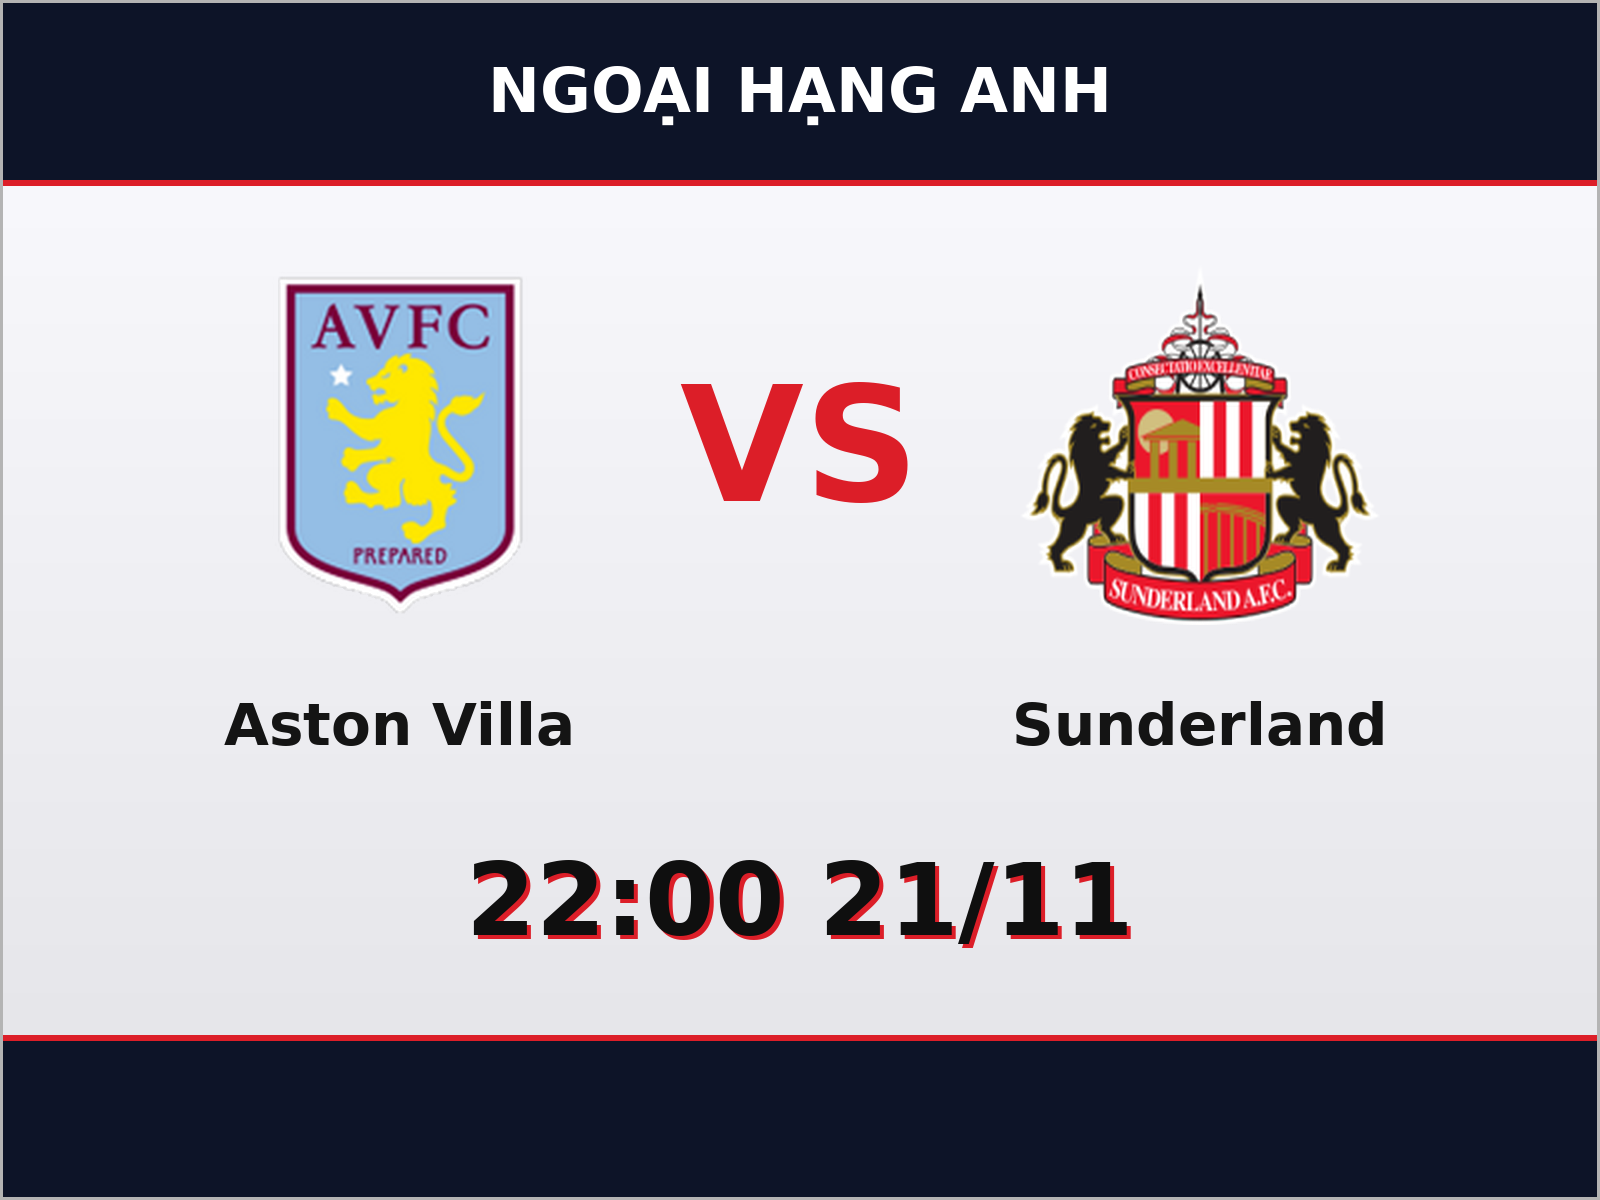 NGOẠI HẠNG ANH
AVFC
PREPARED
VS
CONSECTATIO EXCELLENTIAE
SUNDERLAND A.F.C.
Aston Villa
Sunderland
22:00 21/11